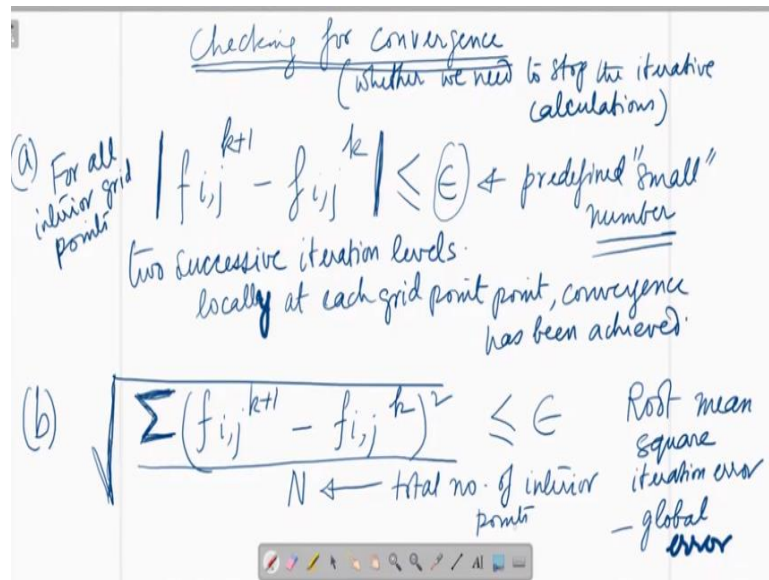 Checking for convergence
(whether we need to stop the iterative
calculations)
(a) For all interior grid points | f i,j^k+1 - f i,j^k | ≤ ϵ ← predefined "small"
number
two successive iteration levels.
locally at each grid point point, convergence
has been achieved.
(b) √ Σ(f i,j^k+1 - f i,j^k)^2 ≤ ϵ
N ← total no. of interior
points
Root mean
square
iteration error
- global
error
AI